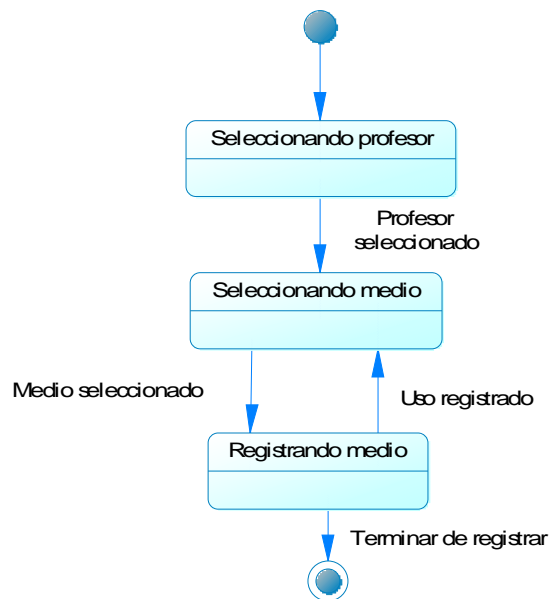 Seleccionando profesor
Profesor
seleccionado
Seleccionando medio
Medio seleccionado
Uso registrado
Registrando medio
Terminar de registrar